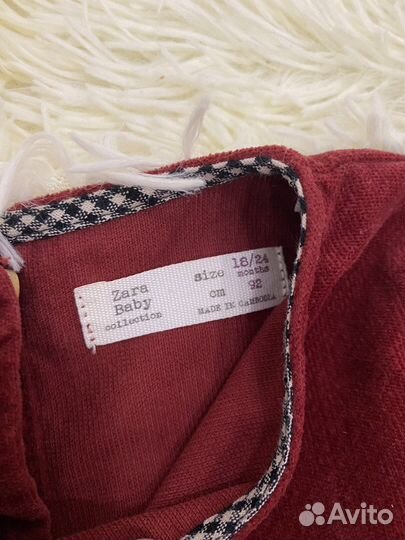 Zara
Baby
collection
size 18/24
months
cm 92
MADE IN CAMBODIA
Avito